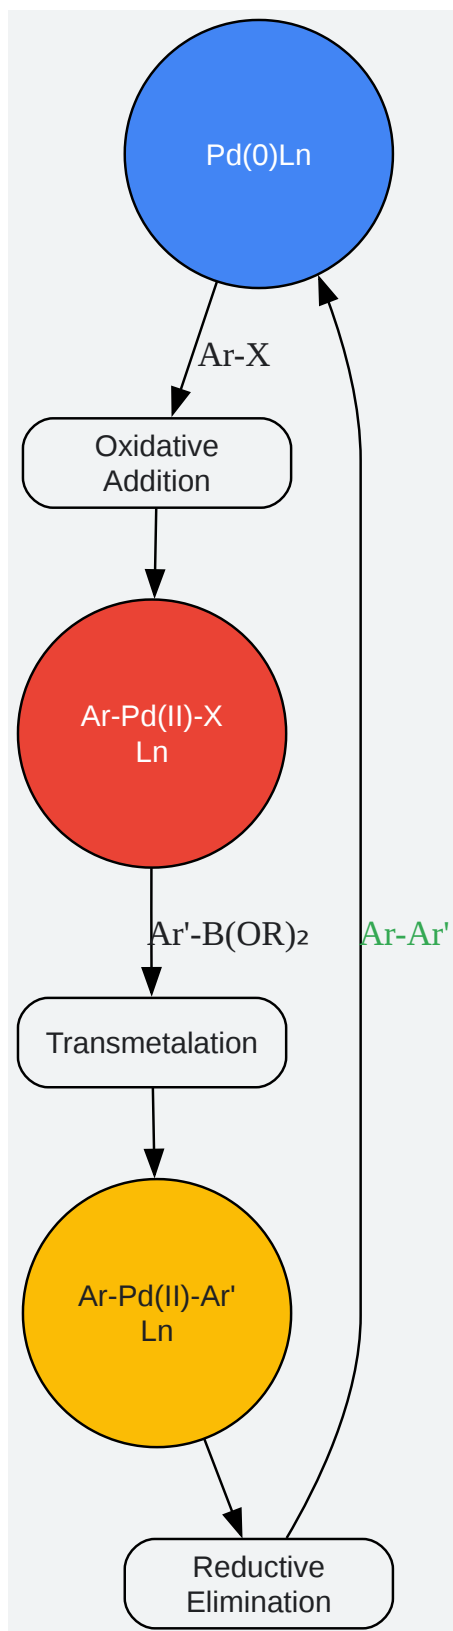 Pd(0)Ln
Ar-X
Oxidative
Addition
Ar-Pd(II)-X
Ln
Ar'-B(OR)₂
Ar-Ar'
Transmetalation
Ar-Pd(II)-Ar'
Ln
Reductive
Elimination